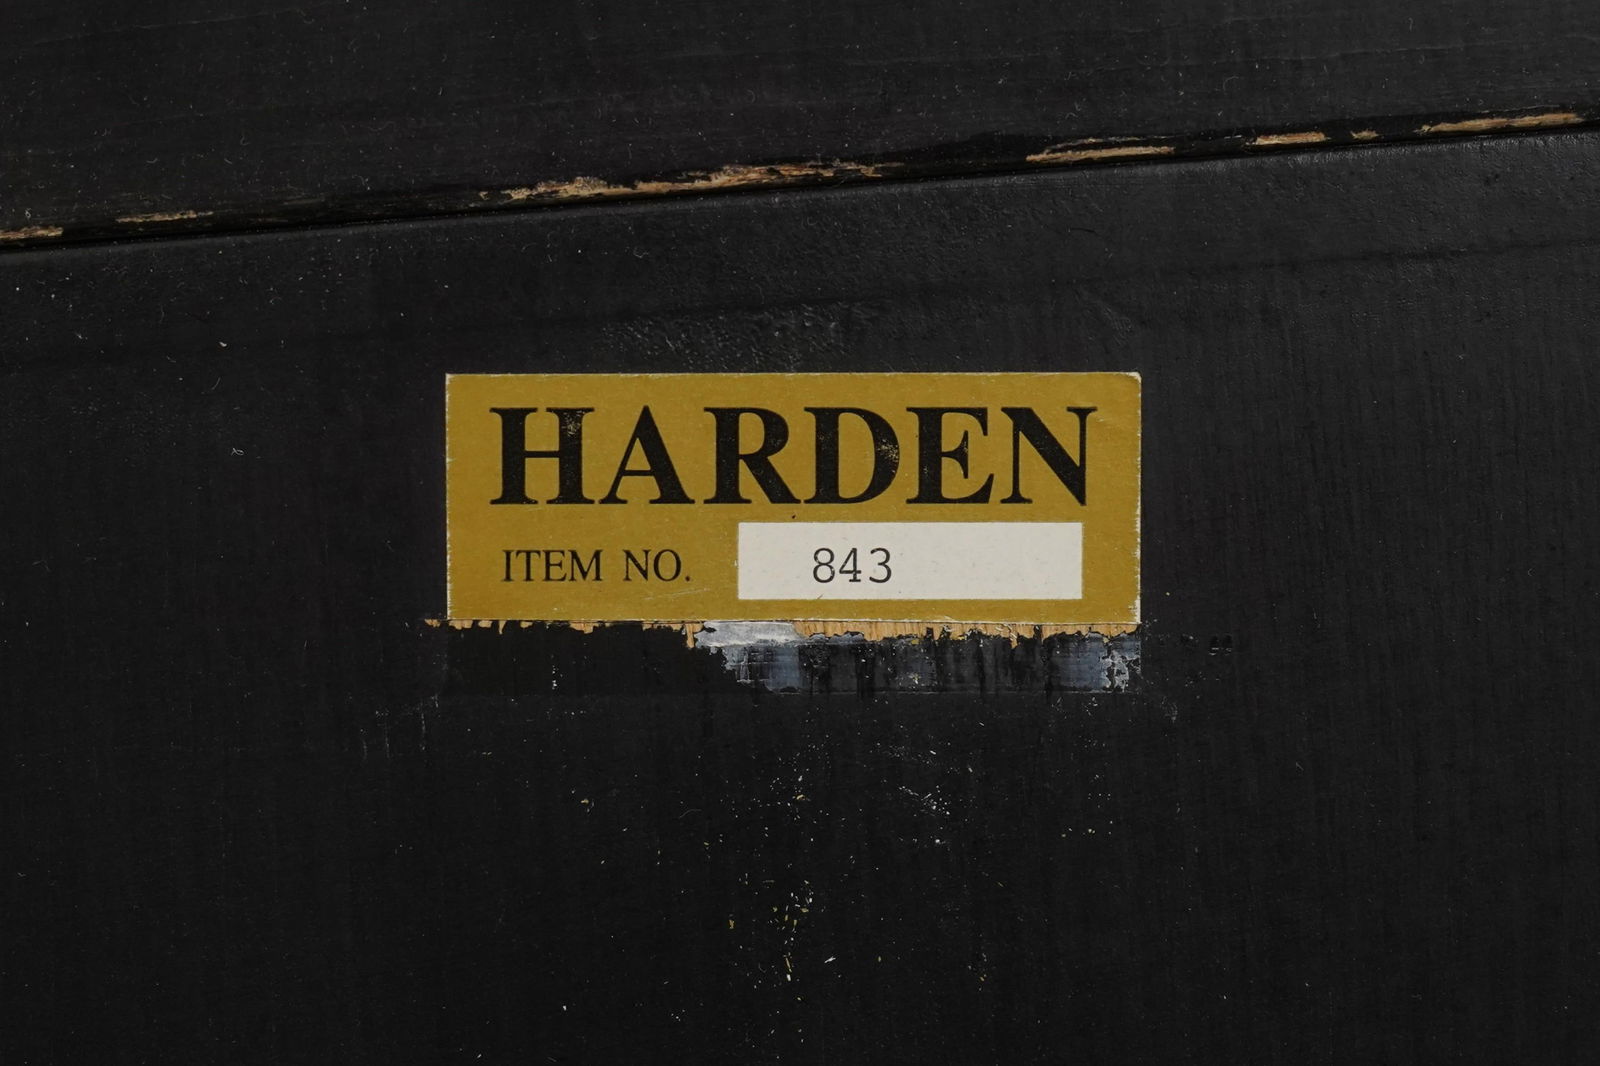 HARDEN
ITEM NO. 843